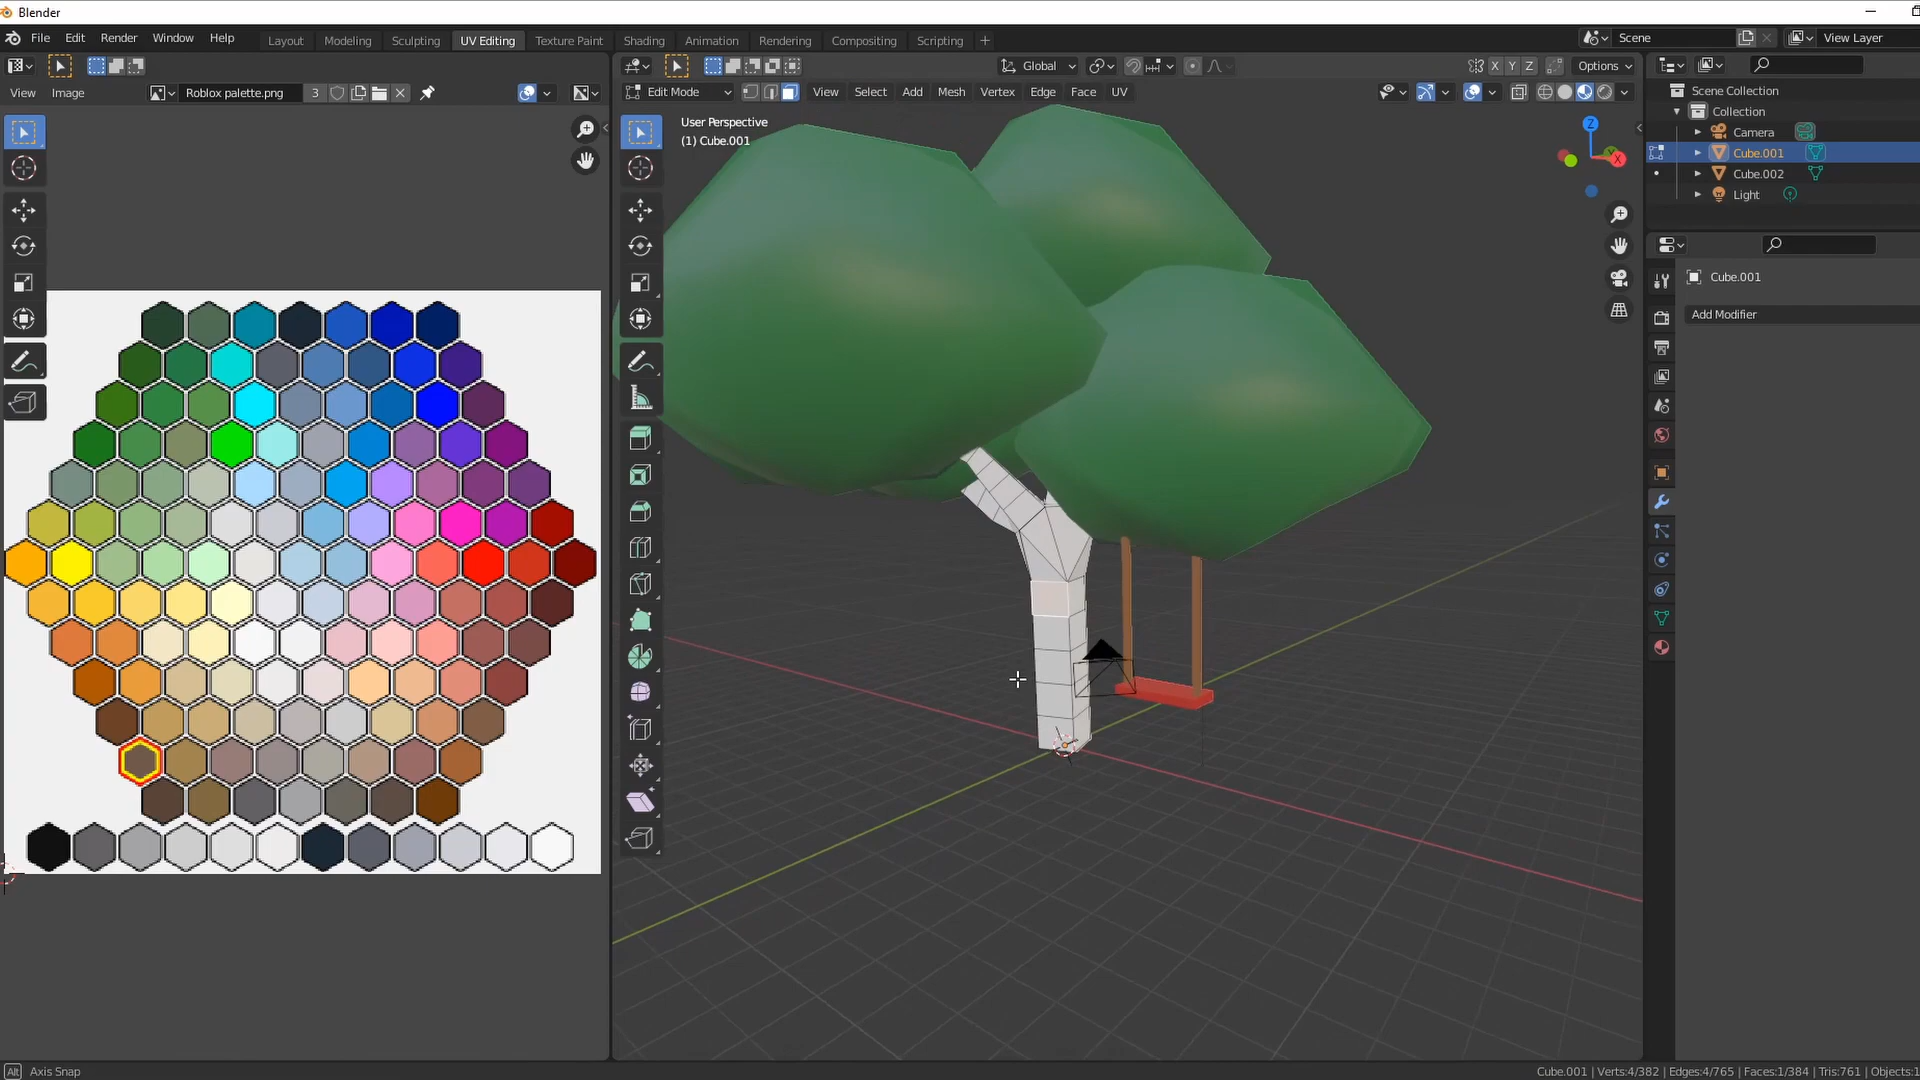 Blender
File Edit Render Window Help
Layout Modeling Sculpting UV Editing Texture Paint Shading Animation Rendering Compositing Scripting +
Scene
View Layer
Global
X Y Z
Options
View Image
Roblox palette.png 3
Edit Mode
View Select Add Mesh Vertex Edge Face UV
User Perspective
(1) Cube.001
Z
X
Scene Collection
Collection
Camera
Cube.001
Cube.002
Light
Cube.001
Add Modifier
Alt Axis Snap
Cube.001 | Verts:4/382 | Edges:4/765 | Faces:1/384 | Tris:761 | Objects:1